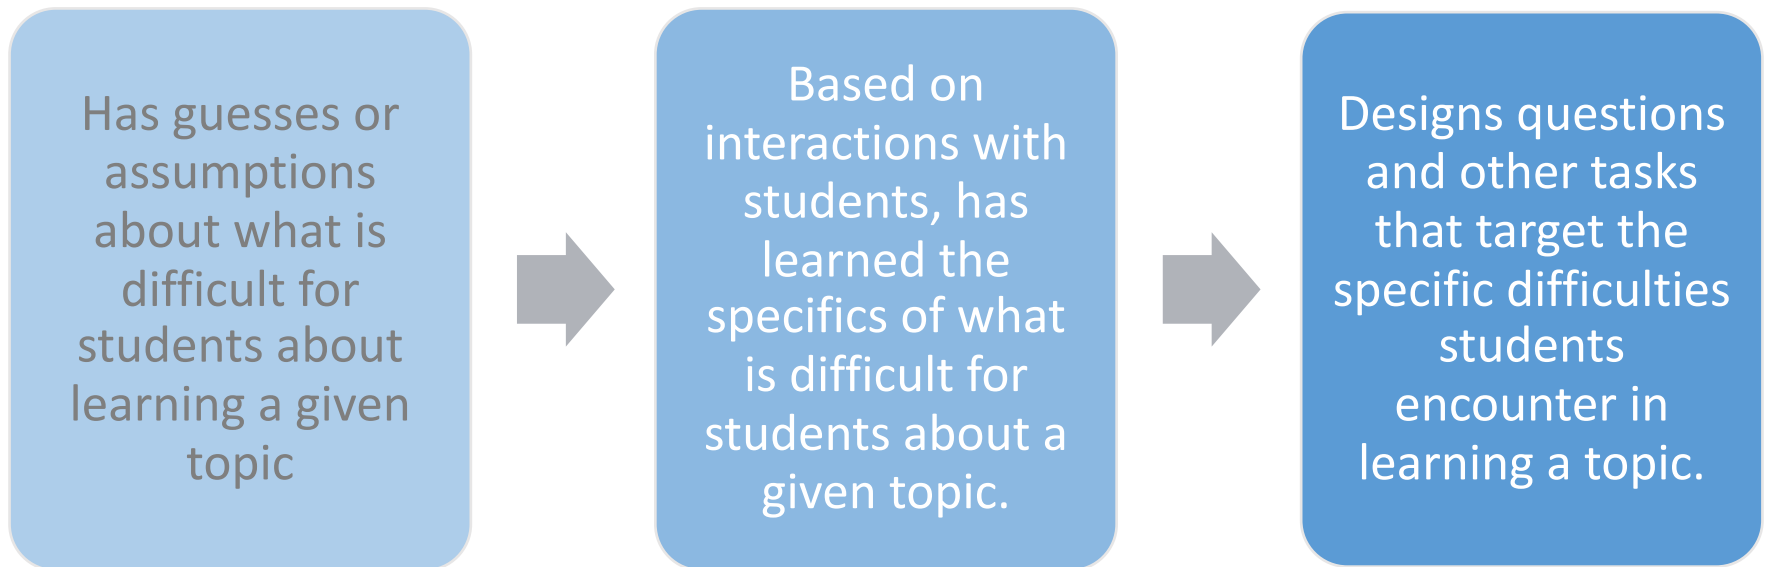 Has guesses or
assumptions
about what is
difficult for
students about
learning a given
topic
Based on
interactions with
students, has
learned the
specifics of what
is difficult for
students about a
given topic.
Designs questions
and other tasks
that target the
specific difficulties
students
encounter in
learning a topic.